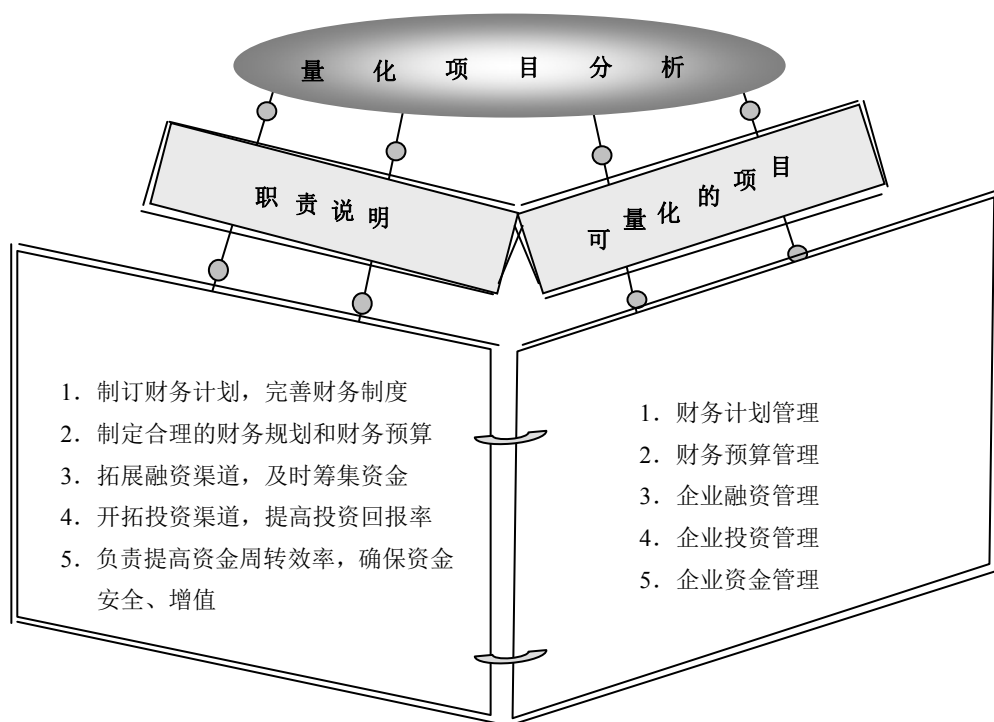 量化项目分析
职责说明
可量化的项目
1．制订财务计划，完善财务制度
2．制定合理的财务规划和财务预算
3．拓展融资渠道，及时筹集资金
4．开拓投资渠道，提高投资回报率
5．负责提高资金周转效率，确保资金
安全、增值
1．财务计划管理
2．财务预算管理
3．企业融资管理
4．企业投资管理
5．企业资金管理